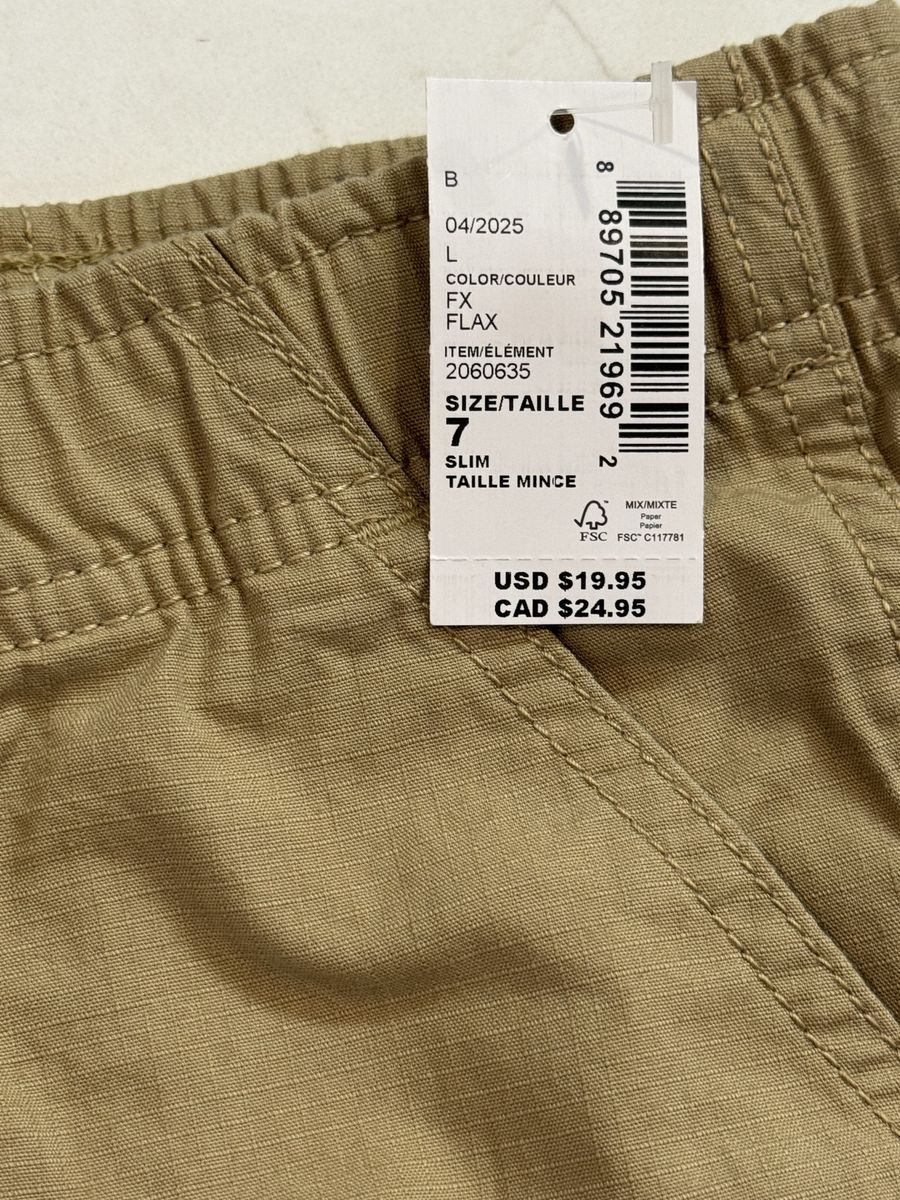 B
04/2025
L
COLOR/COULEUR
FX
FLAX
ITEM/ÉLÉMENT
2060635
SIZE/TAILLE
7
SLIM
TAILLE MINCE
8 89705 21969 2
FSC™
MIX/MIXTE
Paper
Papier
FSC™ C117781
USD $19.95
CAD $24.95